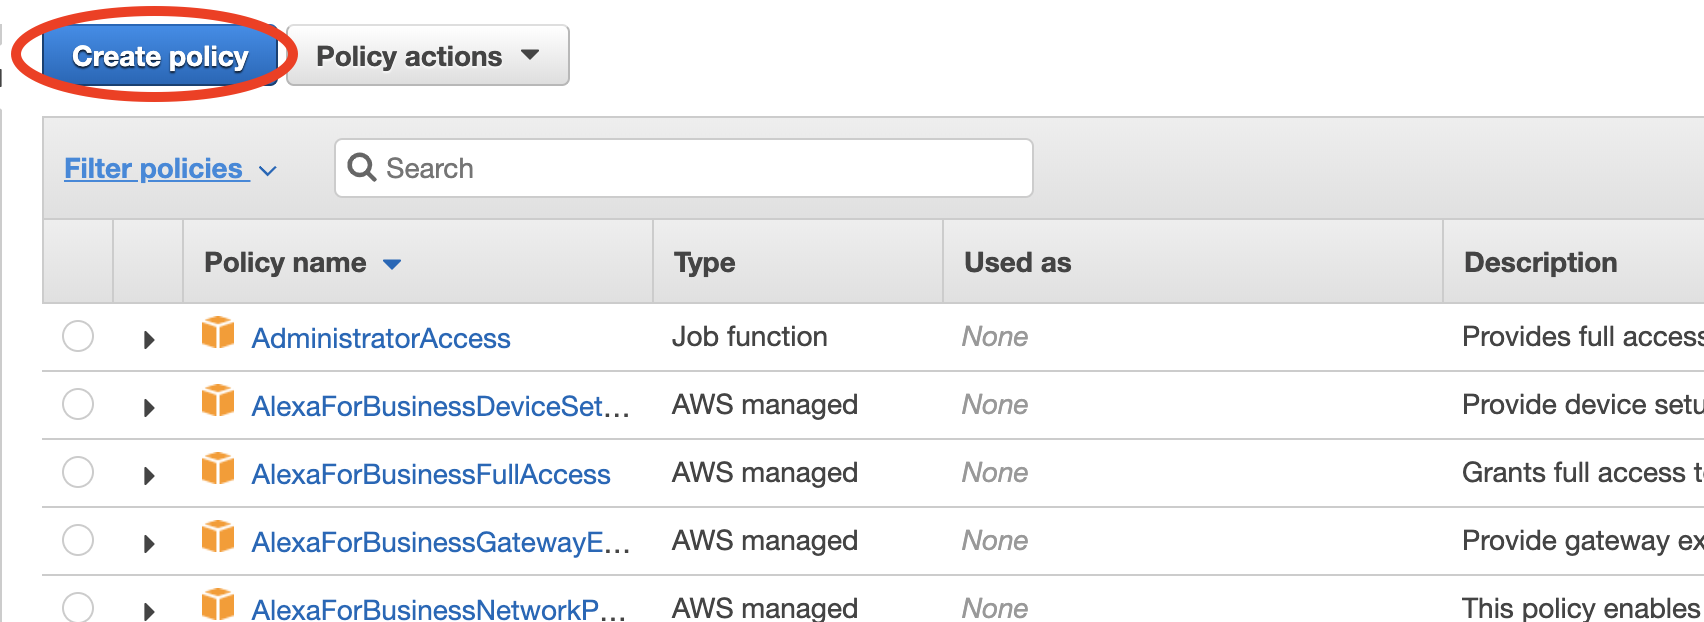 Create policy Policy actions
Filter policies Search
Policy name Type Used as Description
AdministratorAccess Job function None Provides full access
AlexaForBusinessDeviceSet... AWS managed None Provide device setu
AlexaForBusinessFullAccess AWS managed None Grants full access t
AlexaForBusinessGatewayE... AWS managed None Provide gateway ex
AlexaForBusinessNetworkP... AWS managed None This policy enables